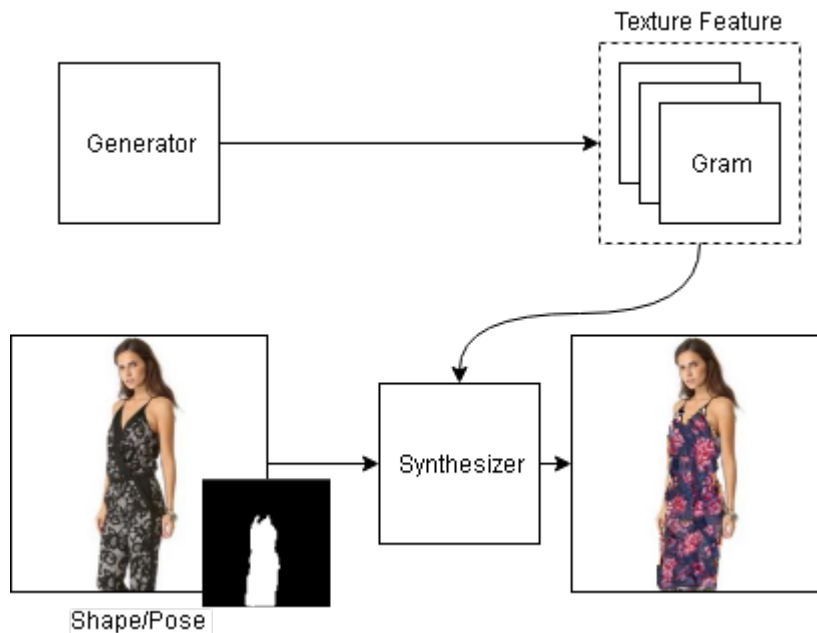 Texture Feature
Generator
Gram
Synthesizer
Shape/Pose